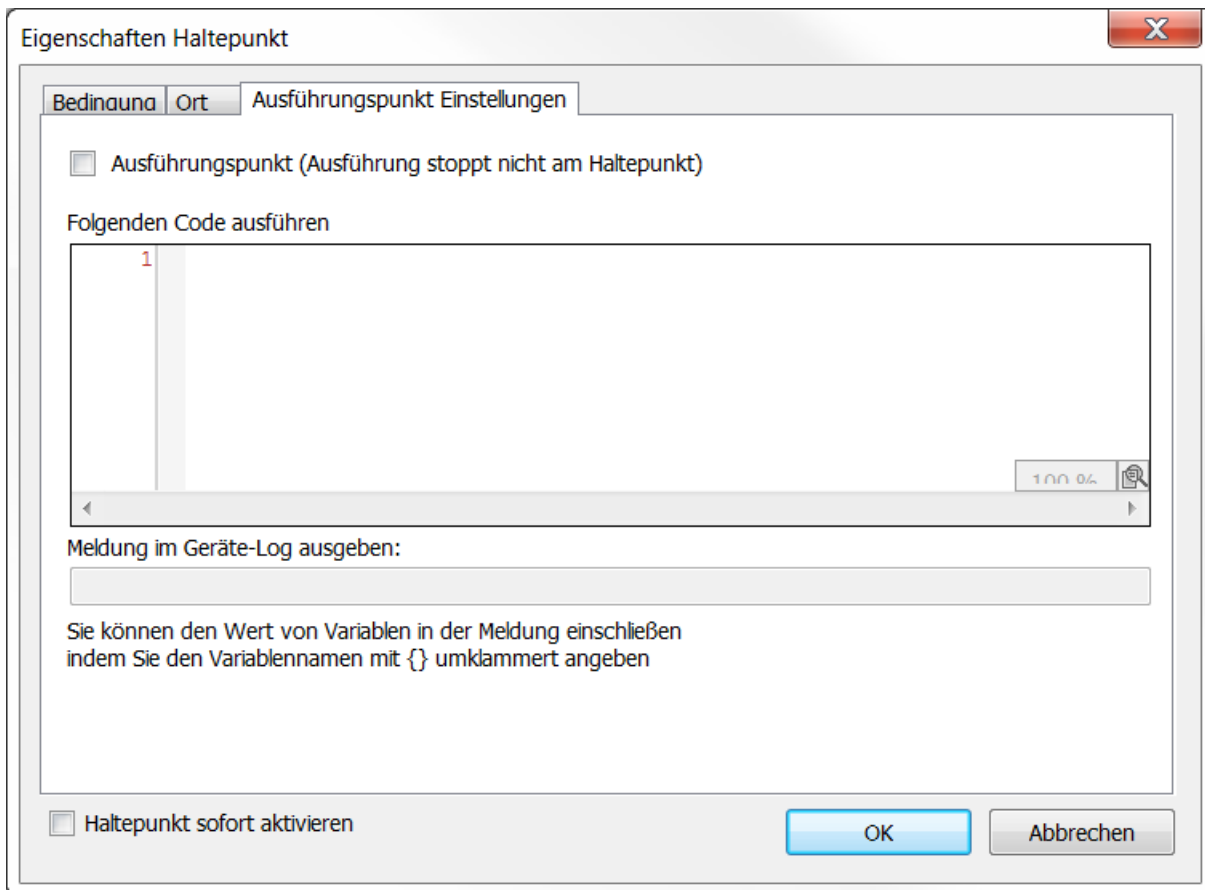 Eigenschaften Haltepunkt
Bedingung Ort Ausführungspunkt Einstellungen
Ausführungspunkt (Ausführung stoppt nicht am Haltepunkt)
Folgenden Code ausführen
1
100 %
Meldung im Geräte-Log ausgeben:
Sie können den Wert von Variablen in der Meldung einschließen
indem Sie den Variablennamen mit {} umklammert angeben
Haltepunkt sofort aktivieren
OK Abbrechen